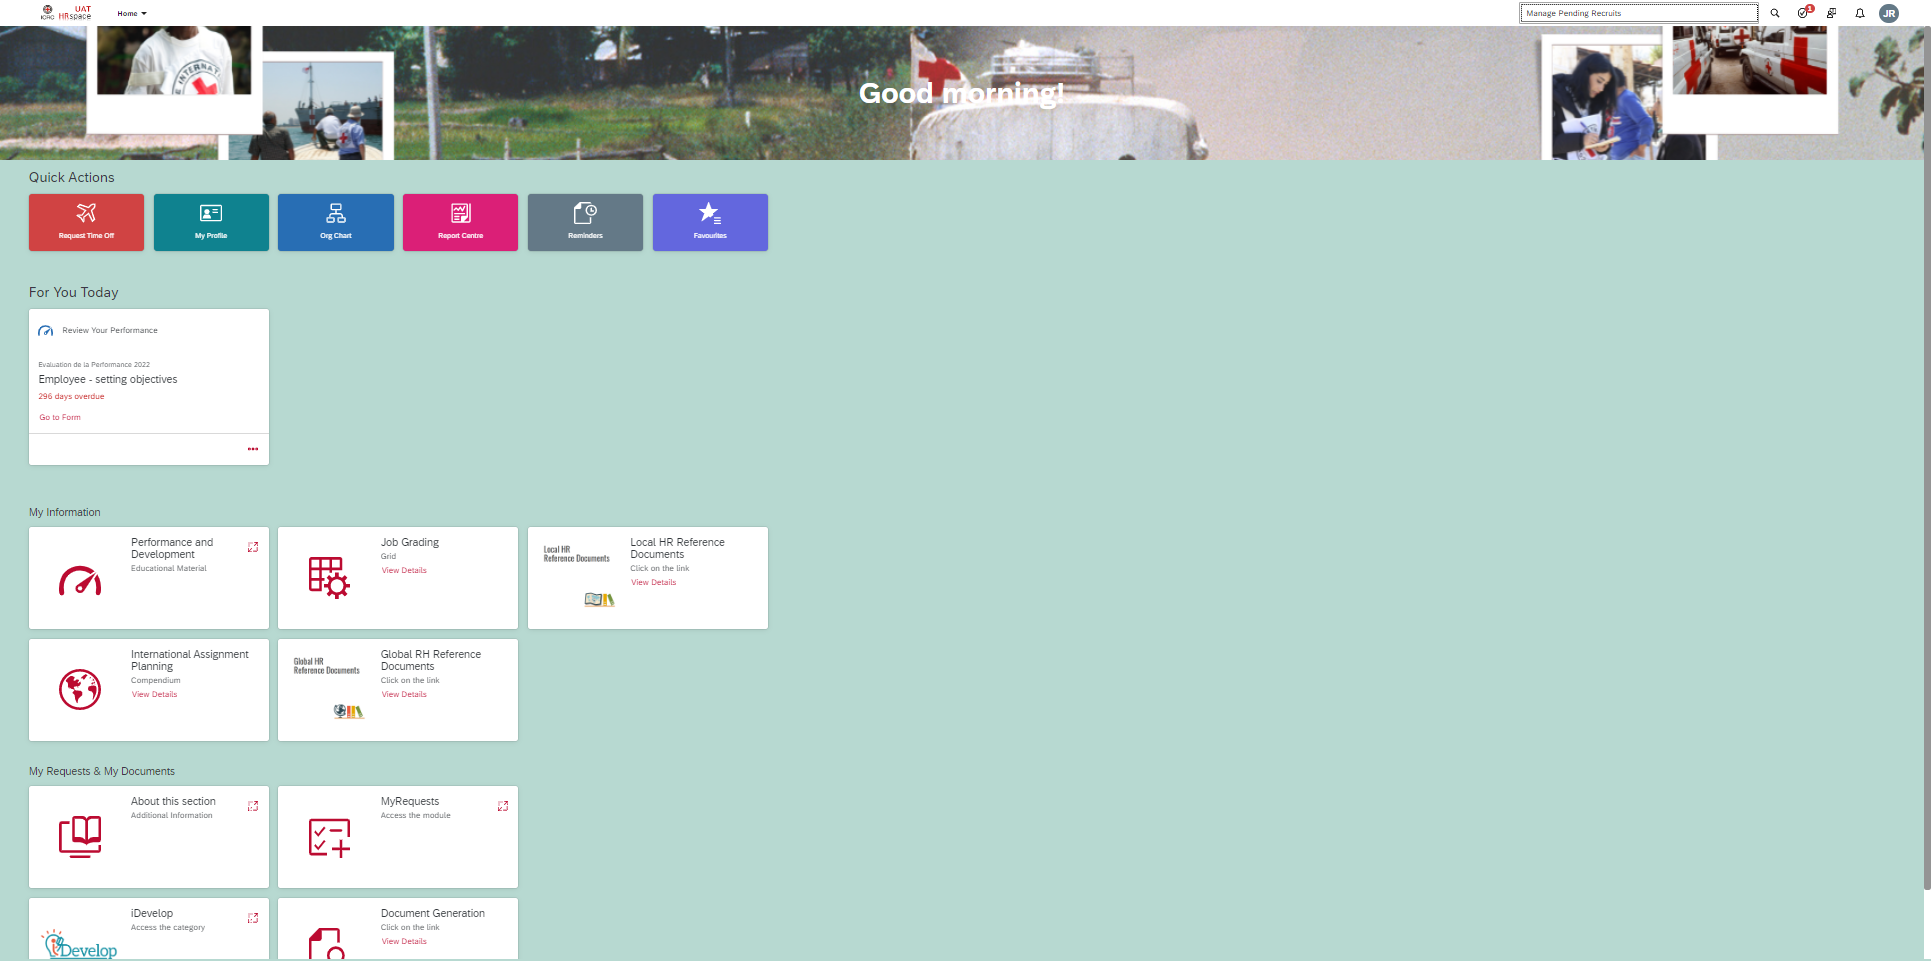 ICRC
UAT
HRspace
Home
Manage Pending Recruits
1
JR
INTERNAT
Good morning!
Quick Actions
Request Time Off
My Profile
Org Chart
Report Centre
Reminders
Favourites
For You Today
Review Your Performance
Evaluation de la Performance 2022
Employee - setting objectives
296 days overdue
Go to Form
My Information
Performance and
Development
Educational Material
Job Grading
Grid
View Details
Local HR
Reference Documents
Local HR Reference
Documents
Click on the link
View Details
International Assignment
Planning
Compendium
View Details
Global HR
Reference Documents
Global RH Reference
Documents
Click on the link
View Details
My Requests & My Documents
About this section
Additional Information
MyRequests
Access the module
iDevelop
iDevelop
Access the category
Document Generation
Click on the link
View Details